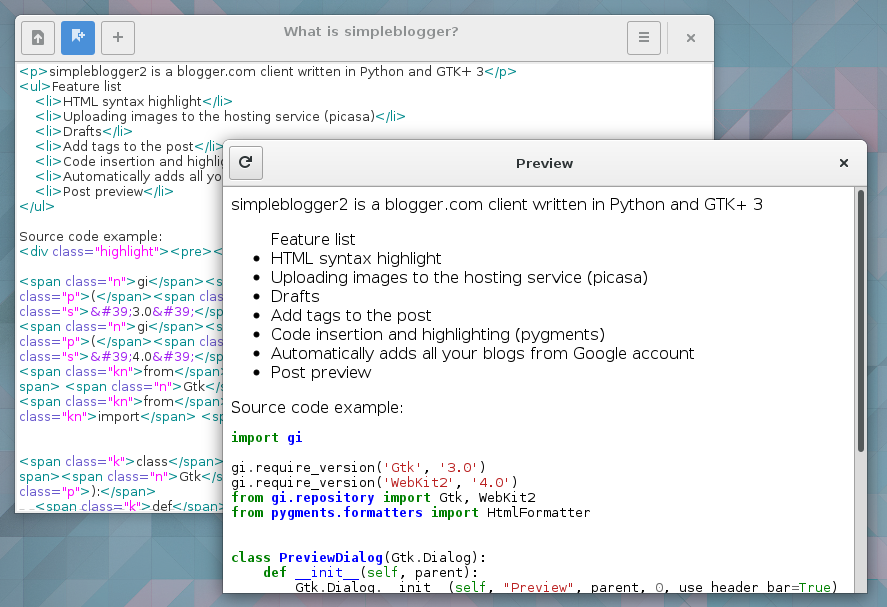 What is simpleblogger?
<p>simpleblogger2 is a blogger.com client written in Python and GTK+ 3</p>
<ul>Feature list
<li>HTML syntax highlight</li>
<li>Uploading images to the hosting service (picasa)</li>
<li>Drafts</li>
<li>Add tags to the post</li>
<li>Code insertion and highli
<li>Automatically adds all yo
<li>Post preview</li>
</ul>
Source code example:
<div class="highlight"><pre><
<span class="n">gi</span><s
class="p">(</span><span clas
class="s">&#39;3.0&#39;</sp
<span class="n">gi</span><s
class="p">(</span><span clas
class="s">&#39;4.0&#39;</sp
<span class="kn">from</span>
span> <span class="n">Gtk</s
<span class="kn">from</span>
class="kn">import</span> <sp
<span class="k">class</span>
span><span class="n">Gtk</s
class="p">):</span>
<span class="k">def</span>
Preview
simpleblogger2 is a blogger.com client written in Python and GTK+ 3
Feature list
• HTML syntax highlight
• Uploading images to the hosting service (picasa)
• Drafts
• Add tags to the post
• Code insertion and highlighting (pygments)
• Automatically adds all your blogs from Google account
• Post preview
Source code example:
import gi
gi.require_version('Gtk', '3.0')
gi.require_version('WebKit2', '4.0')
from gi.repository import Gtk, WebKit2
from pygments.formatters import HtmlFormatter
class PreviewDialog(Gtk.Dialog):
def __init__(self, parent):
Gtk.Dialog.__init__(self, "Preview", parent, 0, use_header_bar=True)